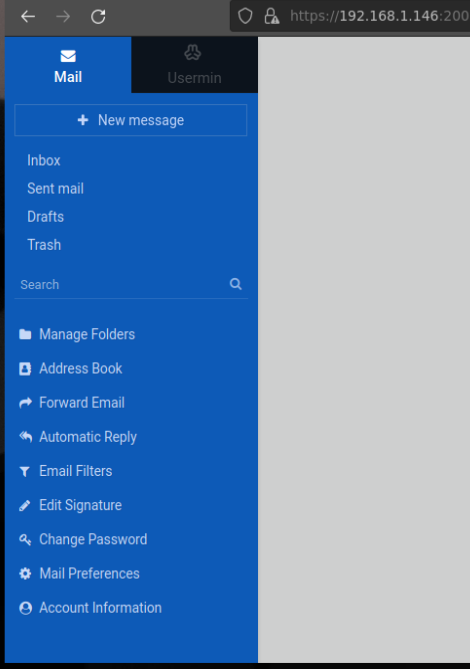 https://192.168.1.146:200
Mail
Usermin
New message
Inbox
Sent mail
Drafts
Trash
Search
Manage Folders
Address Book
Forward Email
Automatic Reply
Email Filters
Edit Signature
Change Password
Mail Preferences
Account Information